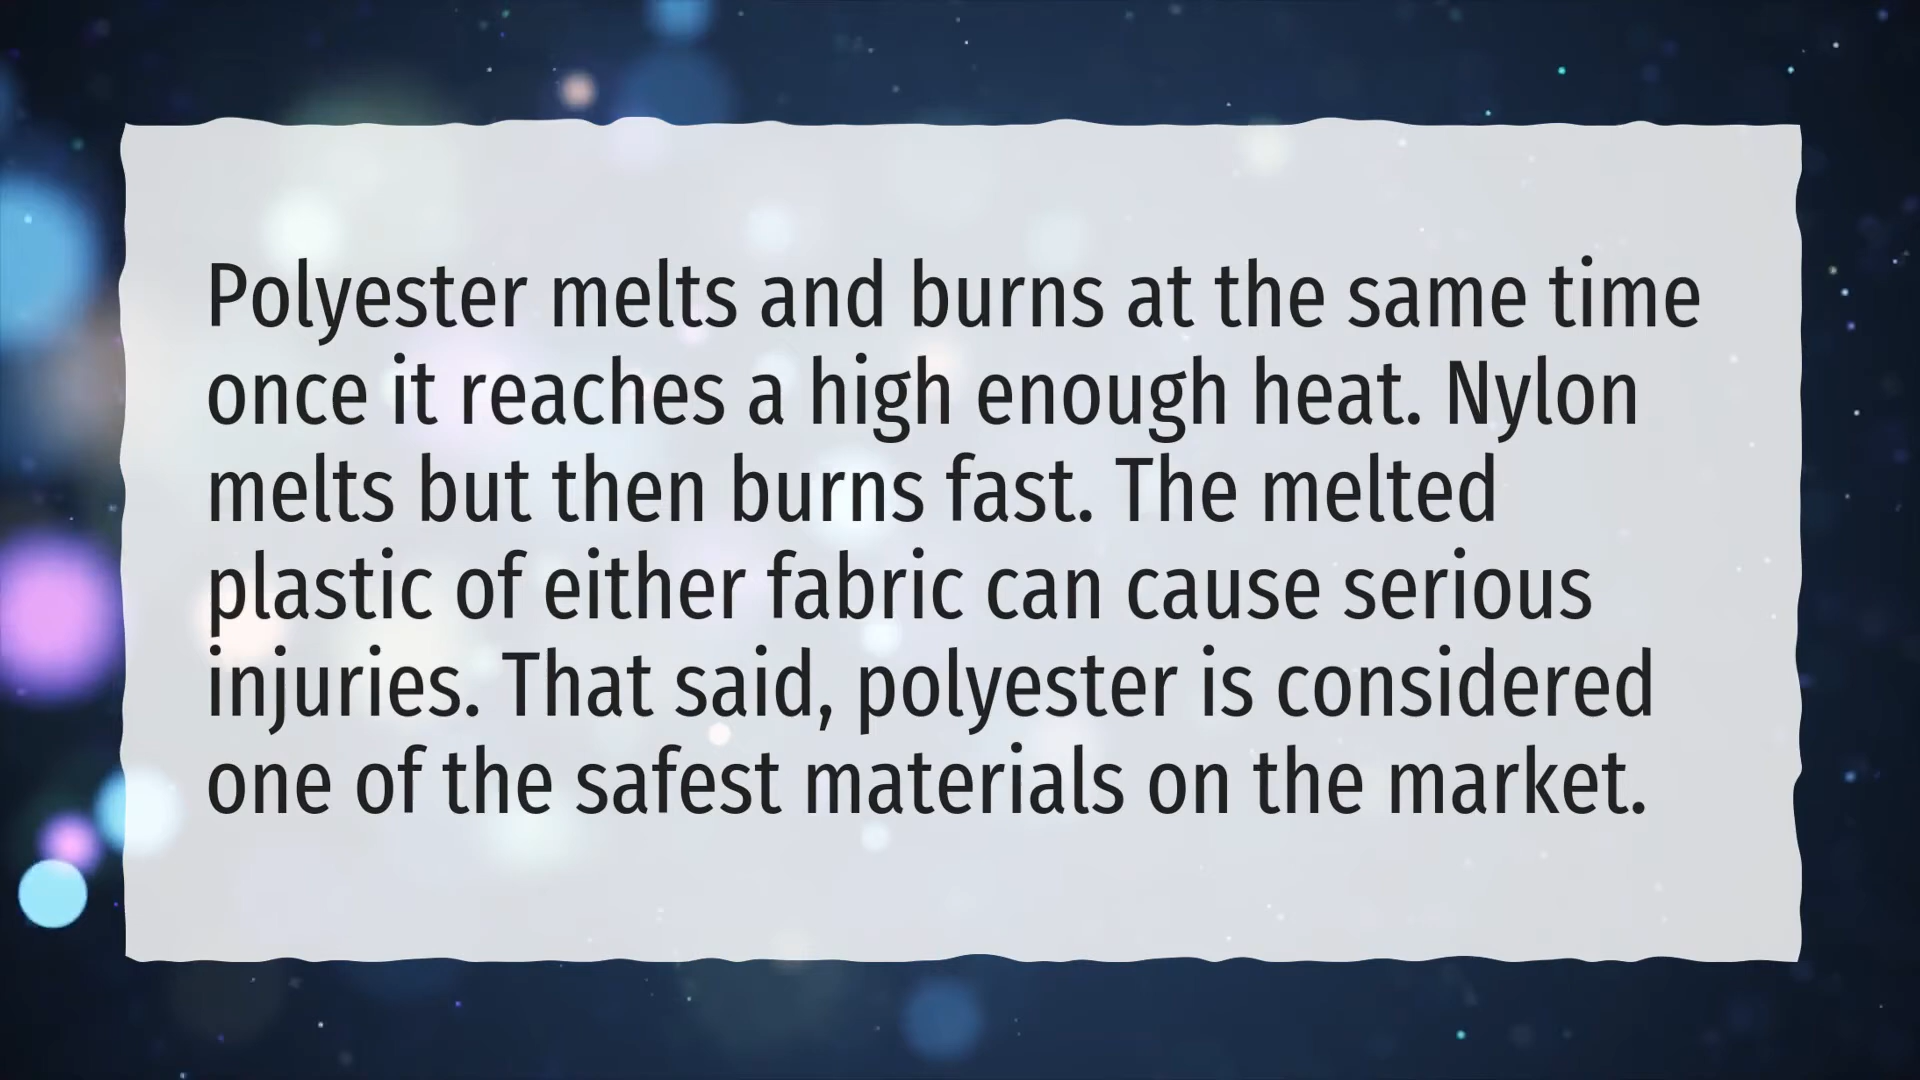 Polyester melts and burns at the same time
once it reaches a high enough heat. Nylon
melts but then burns fast. The melted
plastic of either fabric can cause serious
injuries. That said, polyester is considered
one of the safest materials on the market.